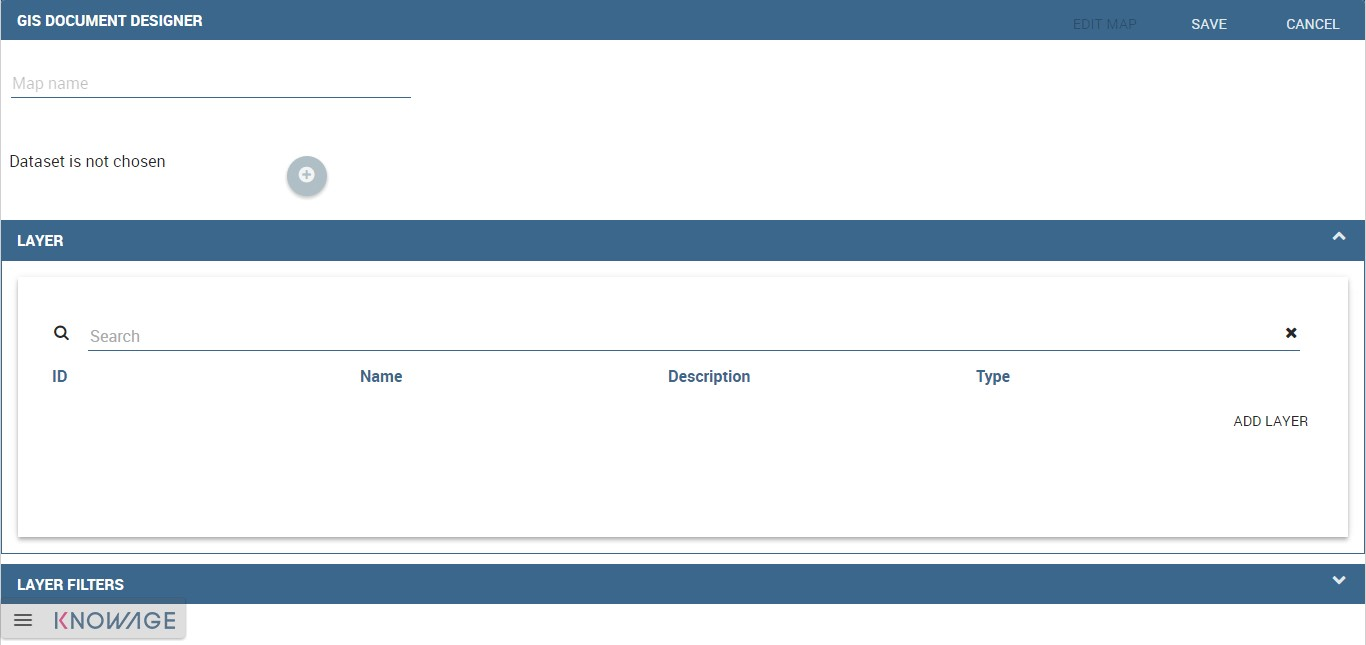 GIS DOCUMENT DESIGNER
EDIT MAP SAVE CANCEL
Map name
Dataset is not chosen
LAYER
Search
ID Name Description Type
ADD LAYER
LAYER FILTERS
KNOWAGE